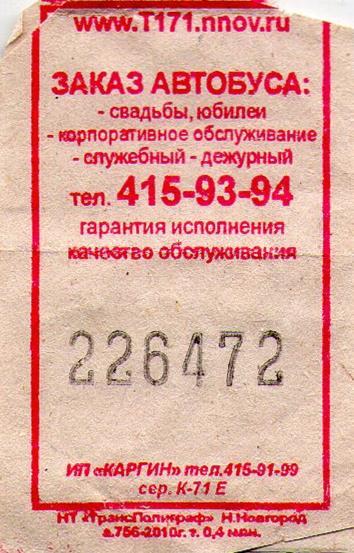 www.T171.nnov.ru
ЗАКАЗ АВТОБУСА:
- свадьбы, юбилеи
- корпоративное обслуживание
- служебный - дежурный
тел. 415-93-94
гарантия исполнения
качество обслуживания
226472
ИП «КАРГИН» тел.415-91-99
сер. К-71 Е
НТ «ТрансПолиграф» Н.Новгород
з.756-2010г. т. 0,4 млн.